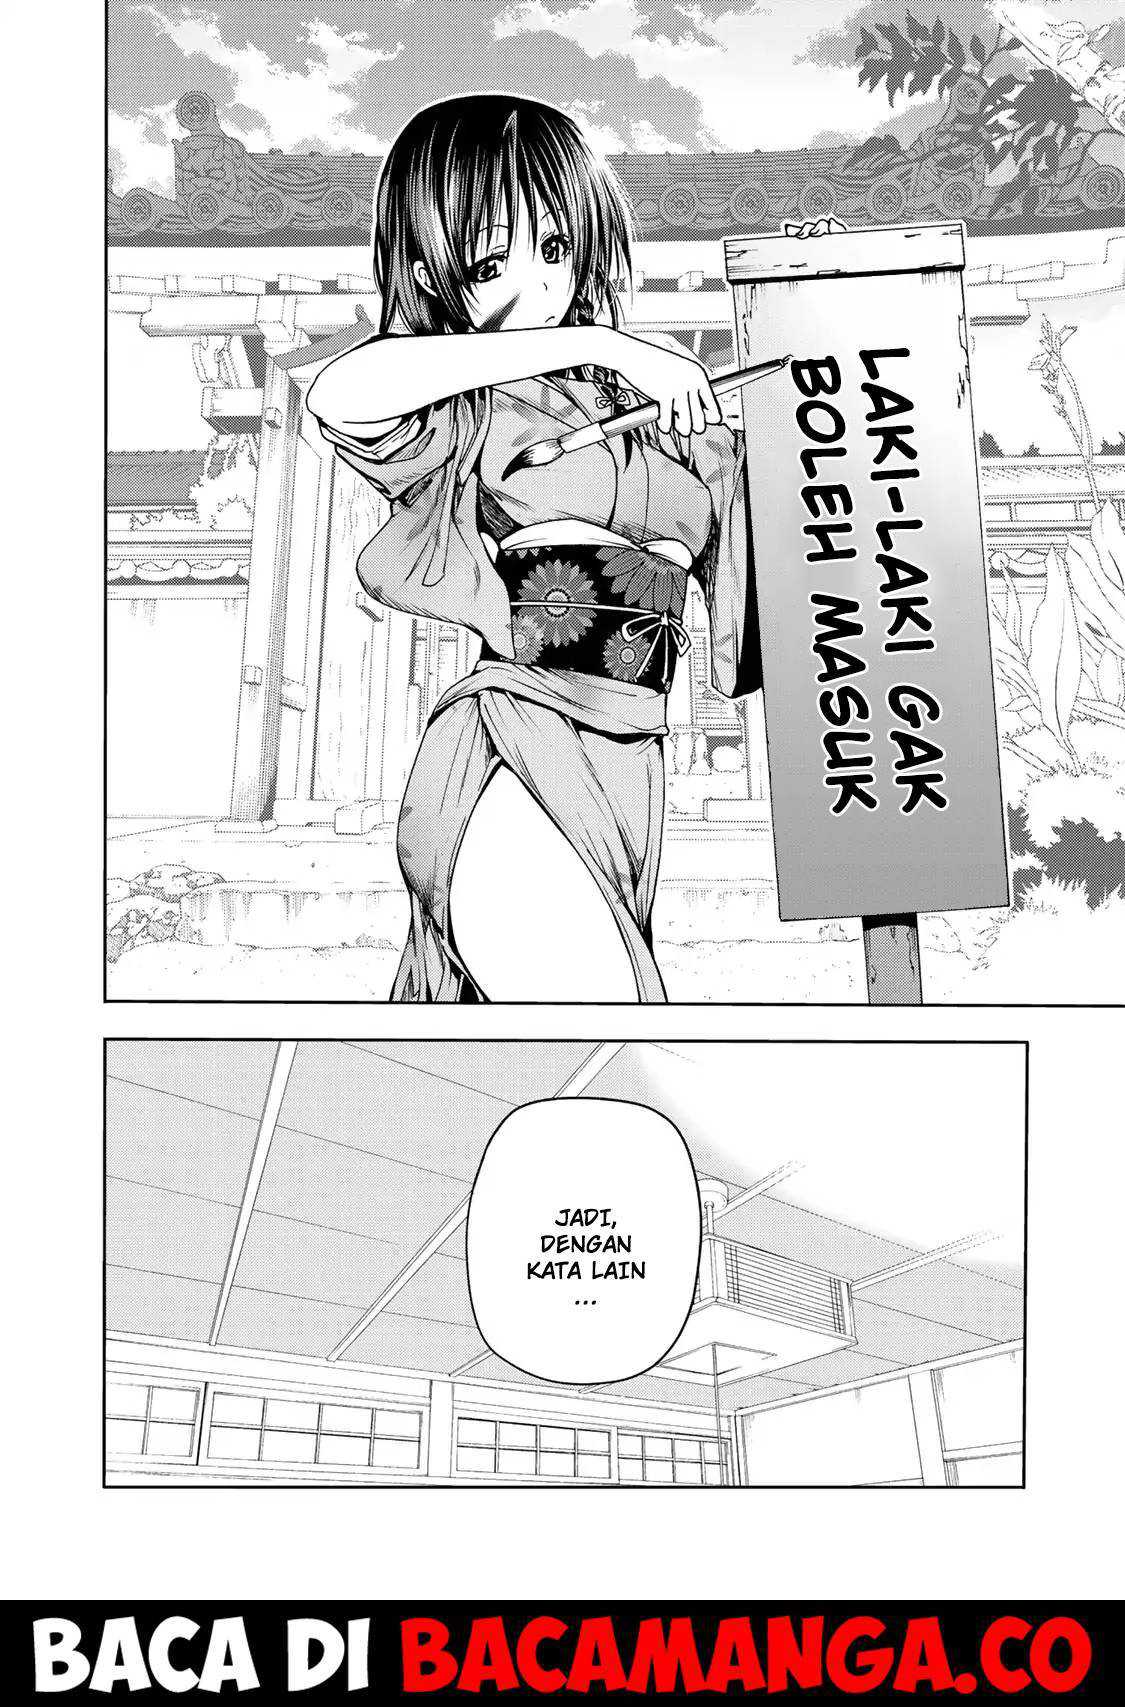 LAKI-LAKI GAK
BOLEH MASUK
JADI,
DENGAN
KATA LAIN
...
BACA DI BACAMANGA.CO